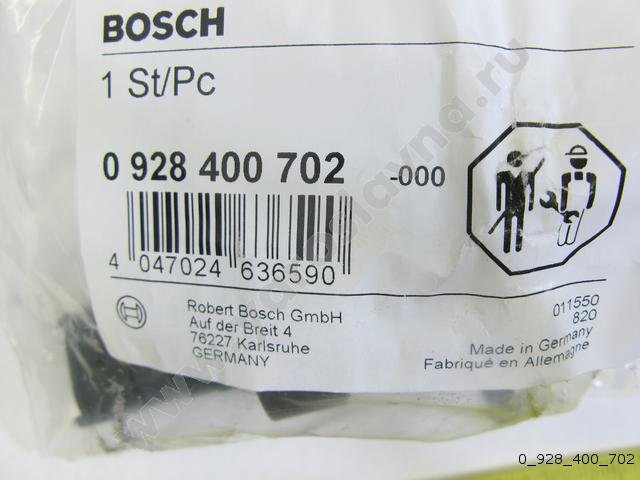 BOSCH
1 St/Pc
0 928 400 702 -000
4 047024 636590
Robert Bosch GmbH
Auf der Breit 4
76227 Karlsruhe
GERMANY
011550
820
Made in Germany
Fabriqué en Allemagne
0_928_400_702